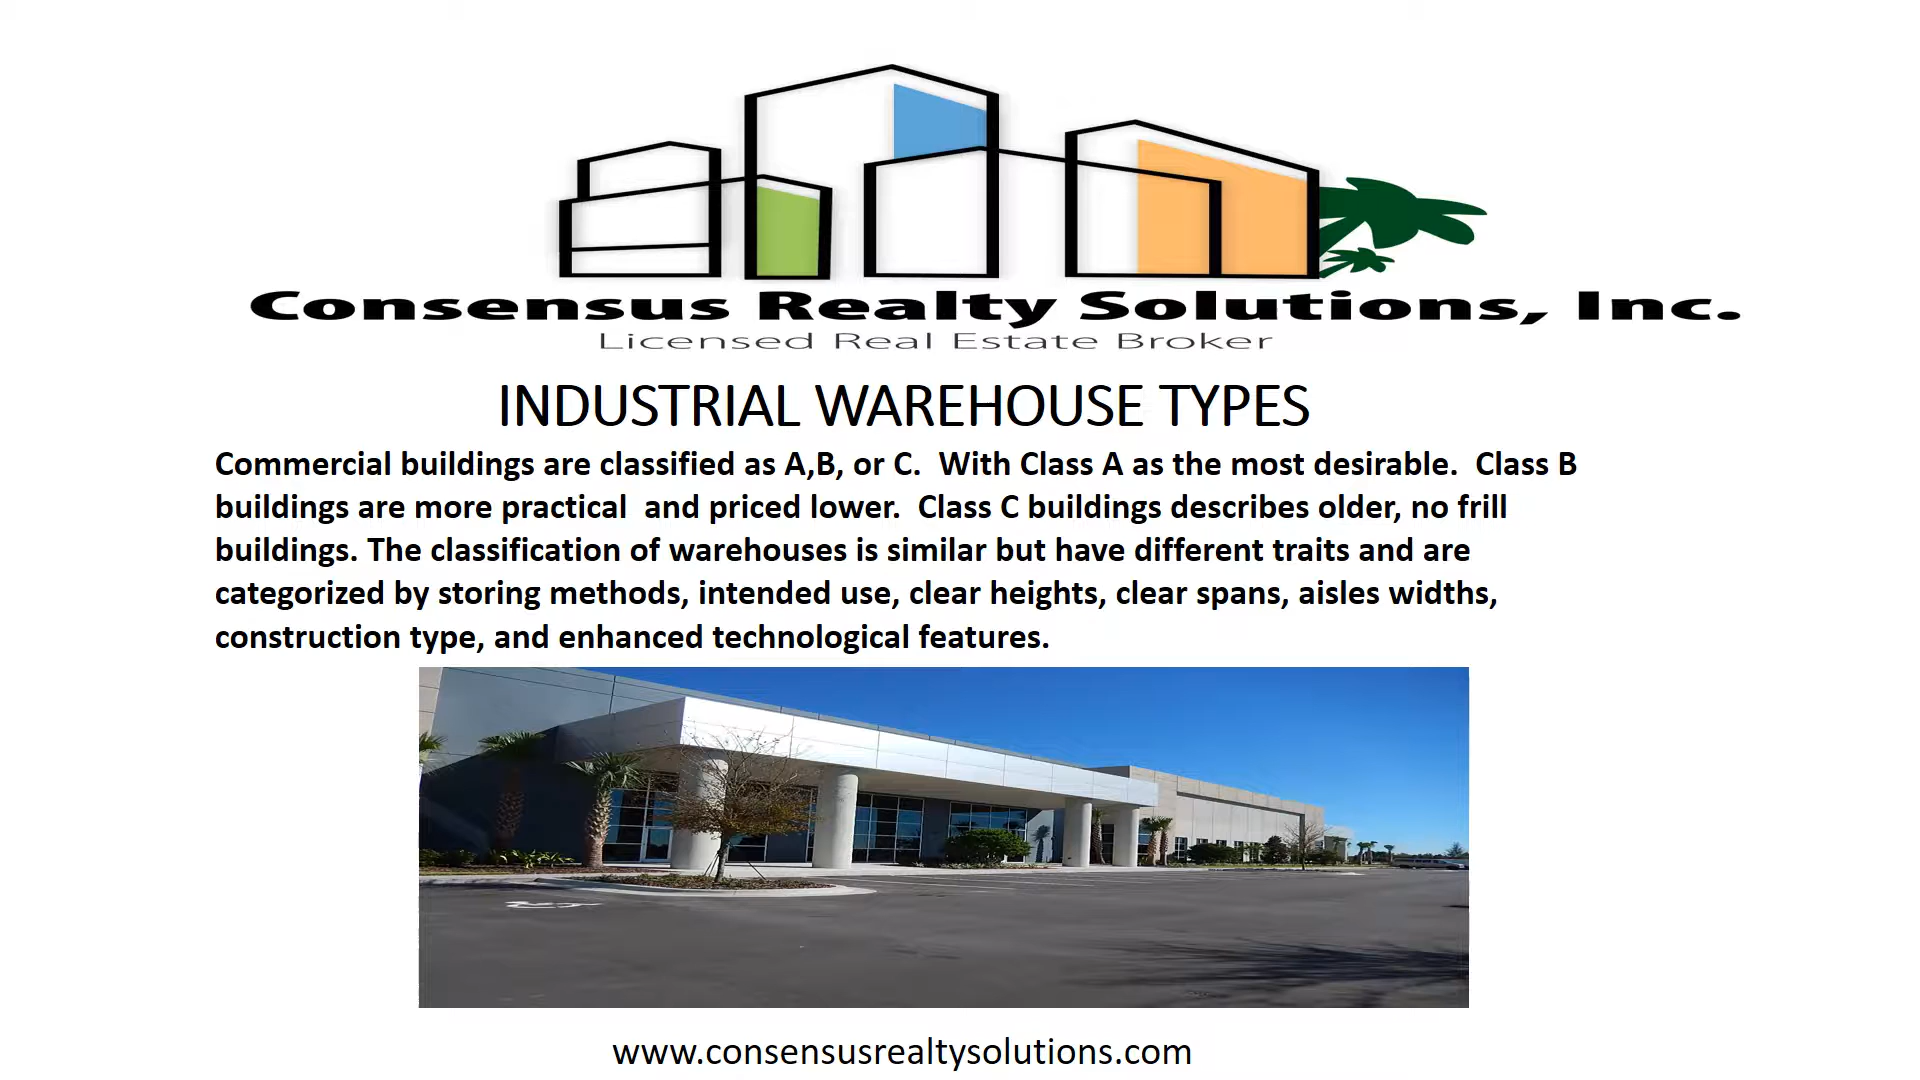 Consensus Realty Solutions, Inc.
Licensed Real Estate Broker
INDUSTRIAL WAREHOUSE TYPES
Commercial buildings are classified as A,B, or C.  With Class A as the most desirable.  Class B
buildings are more practical  and priced lower.  Class C buildings describes older, no frill
buildings. The classification of warehouses is similar but have different traits and are
categorized by storing methods, intended use, clear heights, clear spans, aisles widths,
construction type, and enhanced technological features.
www.consensusrealtysolutions.com